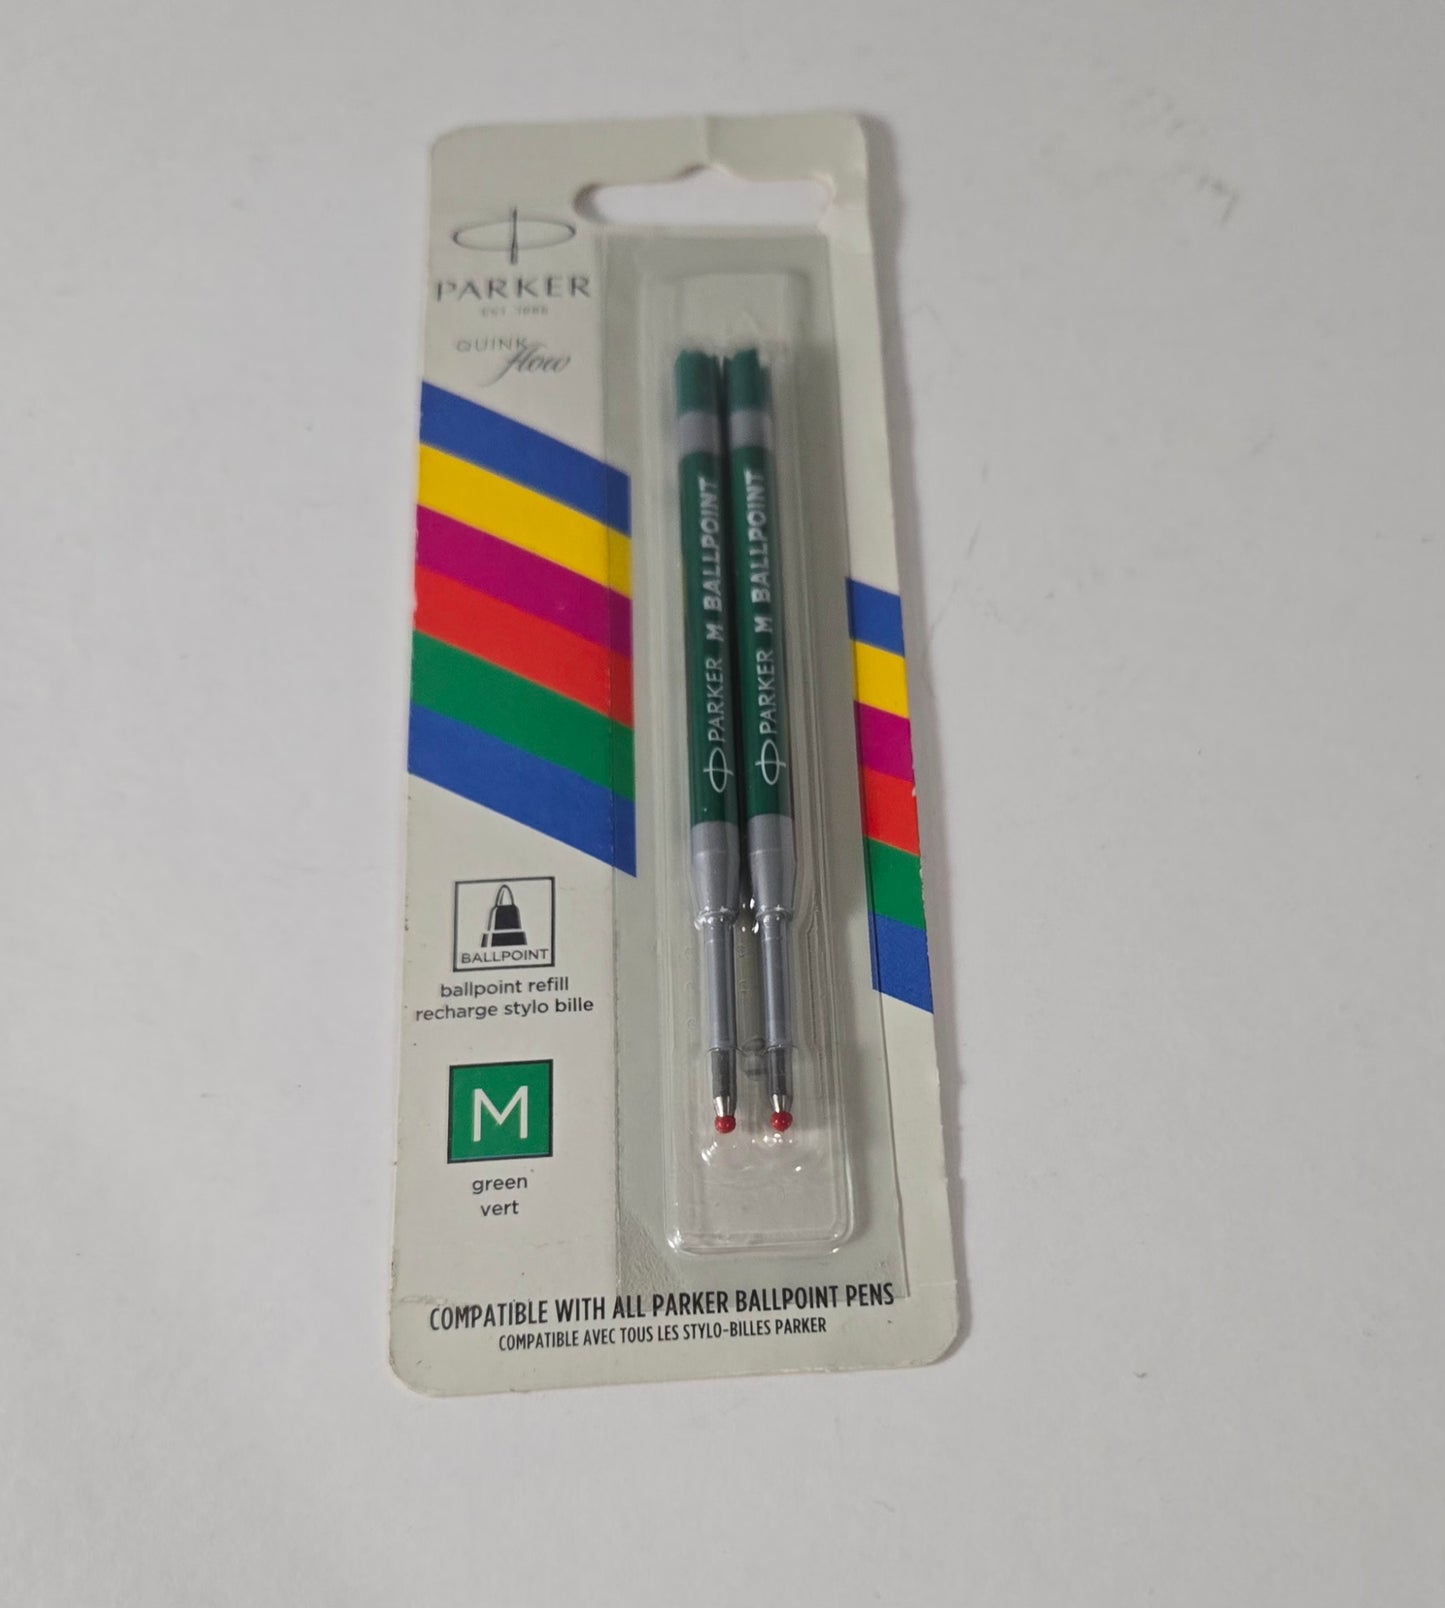 PARKER
EST. 1888
QUINK
flow
PARKER M BALLPOINT
PARKER M BALLPOINT
BALLPOINT
ballpoint refill
recharge stylo bille
M
green
vert
COMPATIBLE WITH ALL PARKER BALLPOINT PENS
COMPATIBLE AVEC TOUS LES STYLO-BILLES PARKER